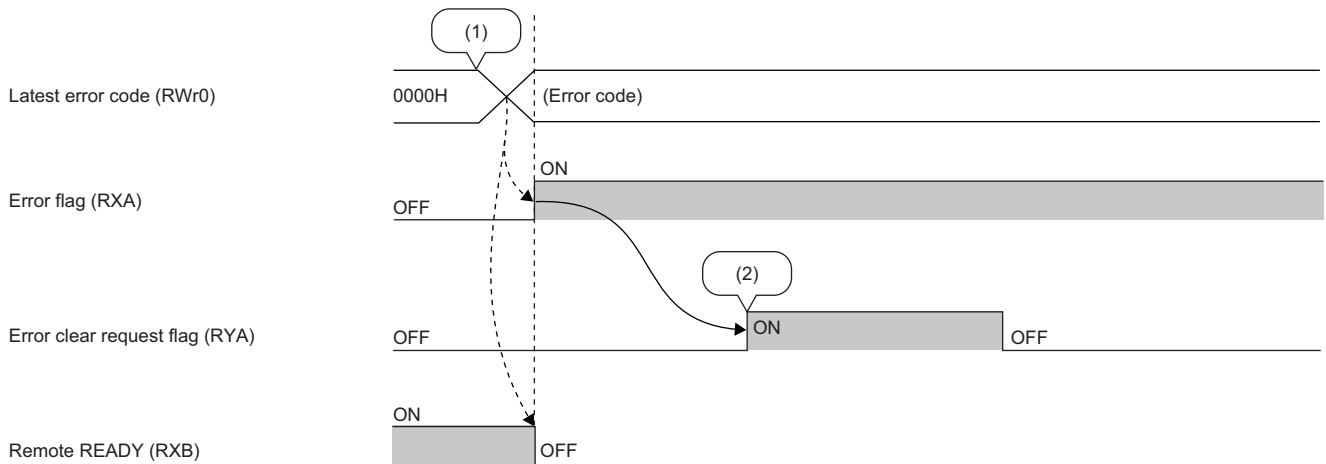 (1)
Latest error code (RWr0) 0000H (Error code)
ON
Error flag (RXA) OFF
(2)
Error clear request flag (RYA) OFF ON OFF
ON
Remote READY (RXB) OFF